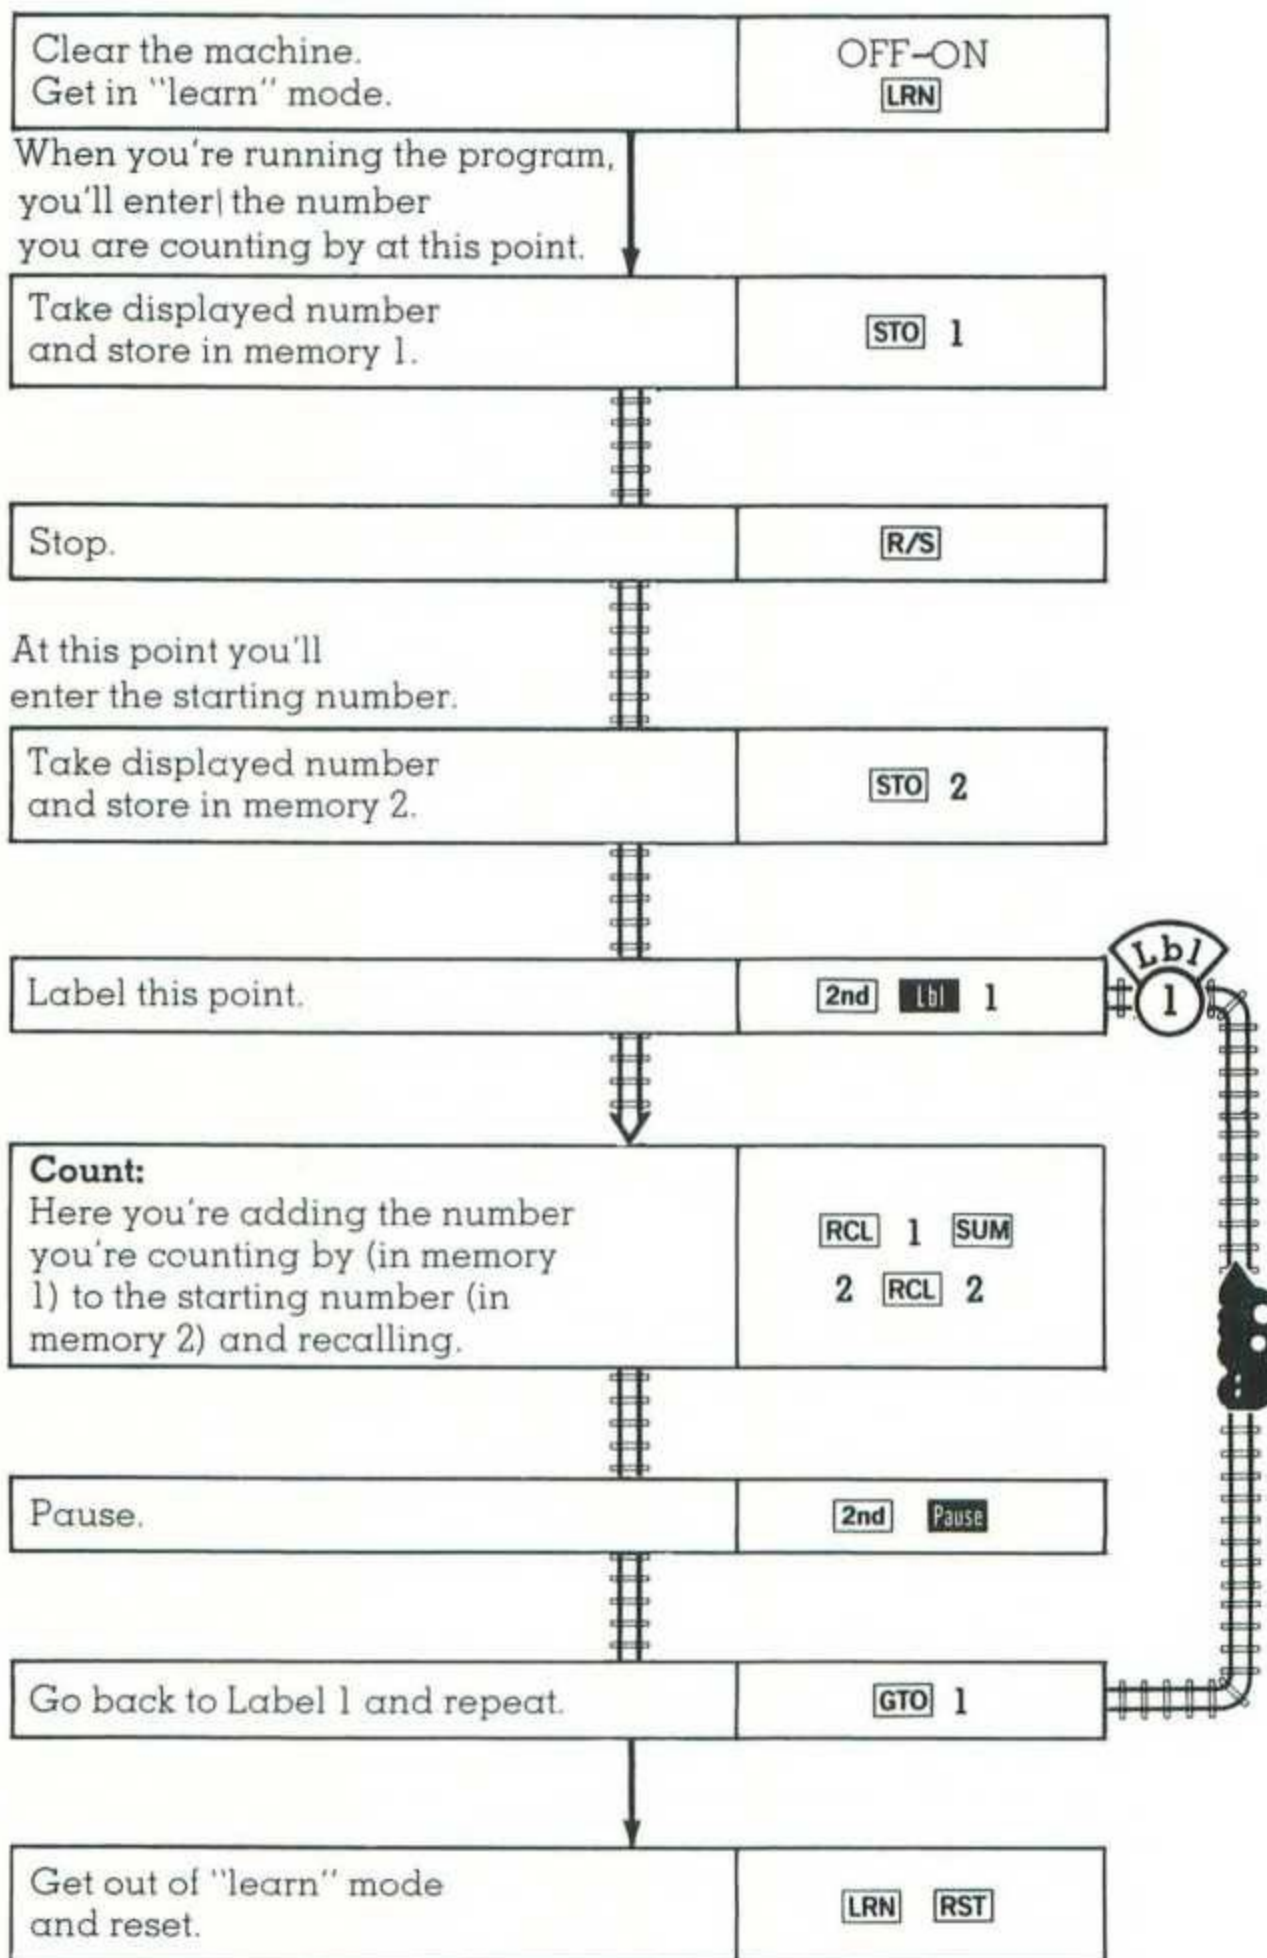 Clear the machine.
Get in "learn" mode.
OFF-ON
LRN
When you're running the program,
you'll enter| the number
you are counting by at this point.
Take displayed number
and store in memory 1.
STO 1
Stop.
R/S
At this point you'll
enter the starting number.
Take displayed number
and store in memory 2.
STO 2
Label this point.
2nd Lbl 1
Lbl
1
Count:
Here you're adding the number
you're counting by (in memory
1) to the starting number (in
memory 2) and recalling.
RCL 1 SUM
2 RCL 2
Pause.
2nd Pause
Go back to Label 1 and repeat.
GTO 1
Get out of "learn" mode
and reset.
LRN RST